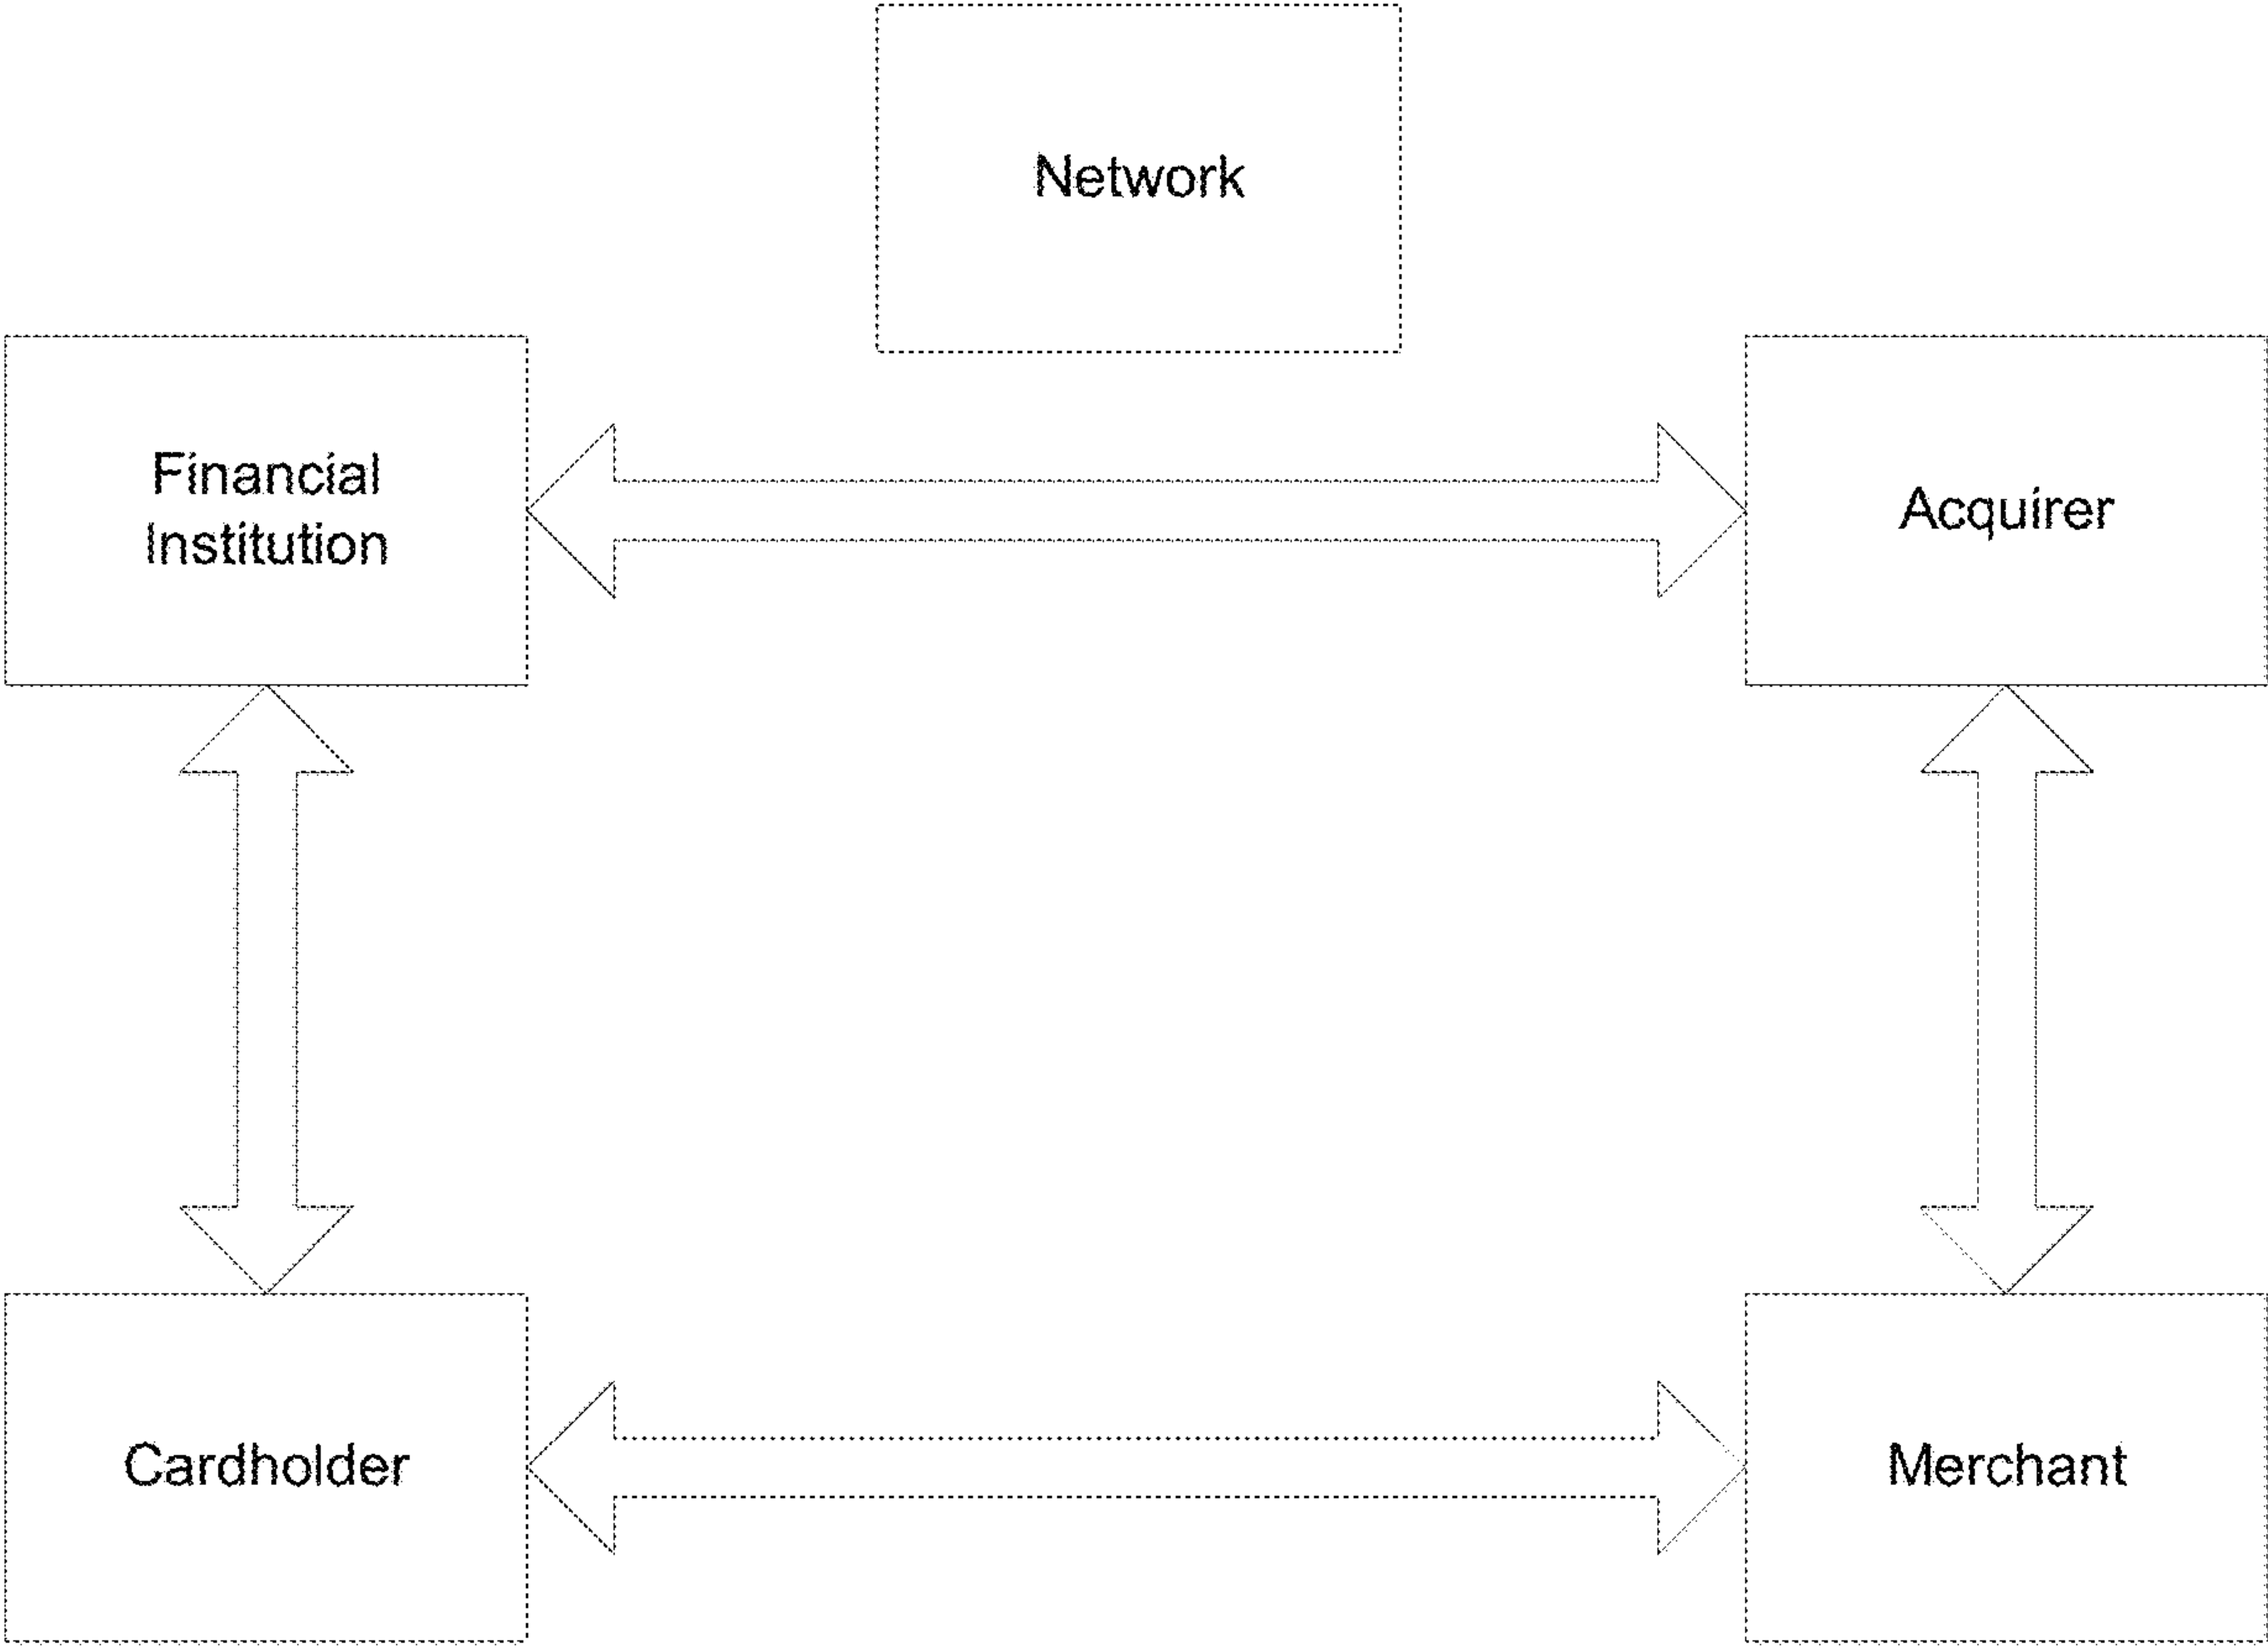 Network
Financial
Institution
Acquirer
Cardholder
Merchant